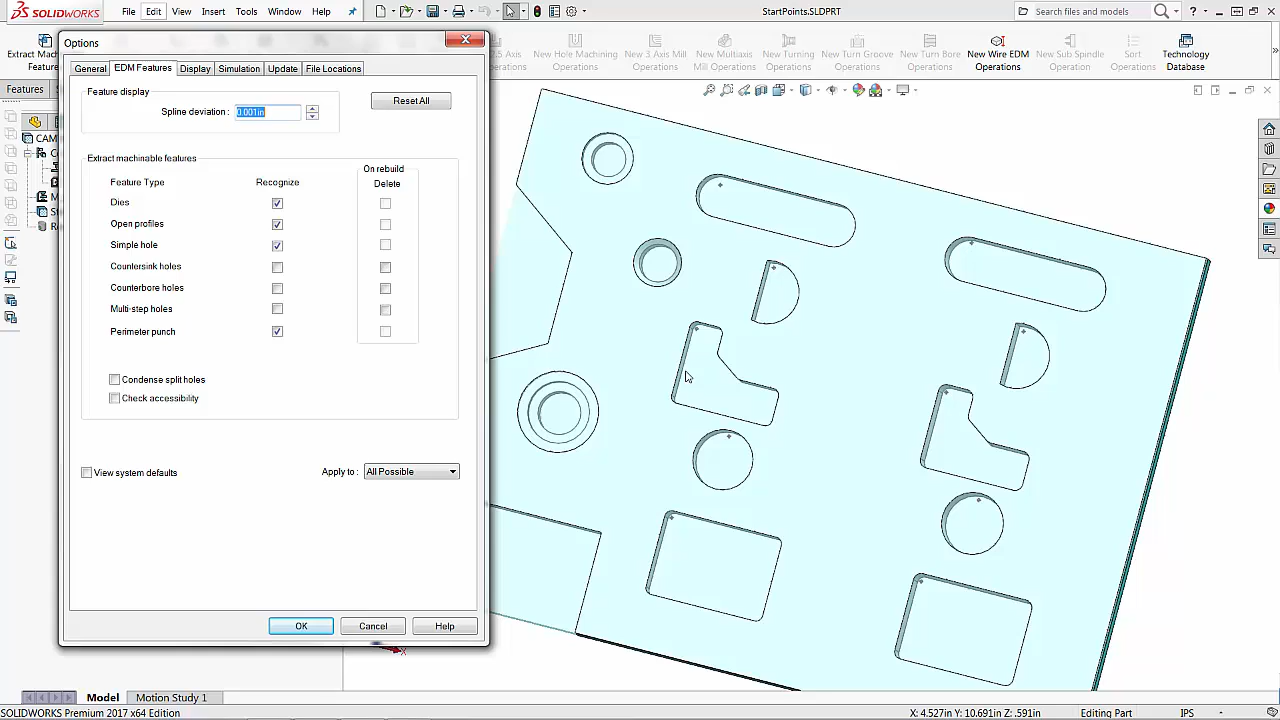 SOLIDWORKS File Edit View Insert Tools Window Help StartPoints.SLDPRT Search files and models
Options
Extract Machinable Features
.5 Axis Operations
New Hole Machining Operations
New 3 Axis Mill Operations
New Multiaxis Mill Operations
New Turning Operations
New Turn Groove Operations
New Turn Bore Operations
New Wire EDM Operations
New Sub Spindle Operation
Sort Operations
Technology Database
General EDM Features Display Simulation Update File Locations
Features
Feature display
Spline deviation : 0.001in
Reset All
CAM
Extract machinable features
On rebuild
Feature Type Recognize Delete
Dies
Open profiles
Simple hole
Countersink holes
Counterbore holes
Multi-step holes
Perimeter punch
Condense split holes
Check accessibility
View system defaults Apply to : All Possible
OK Cancel Help
X
Model Motion Study 1
SOLIDWORKS Premium 2017 x64 Edition X: 4.527in Y: 10.691in Z: .591in Editing Part IPS